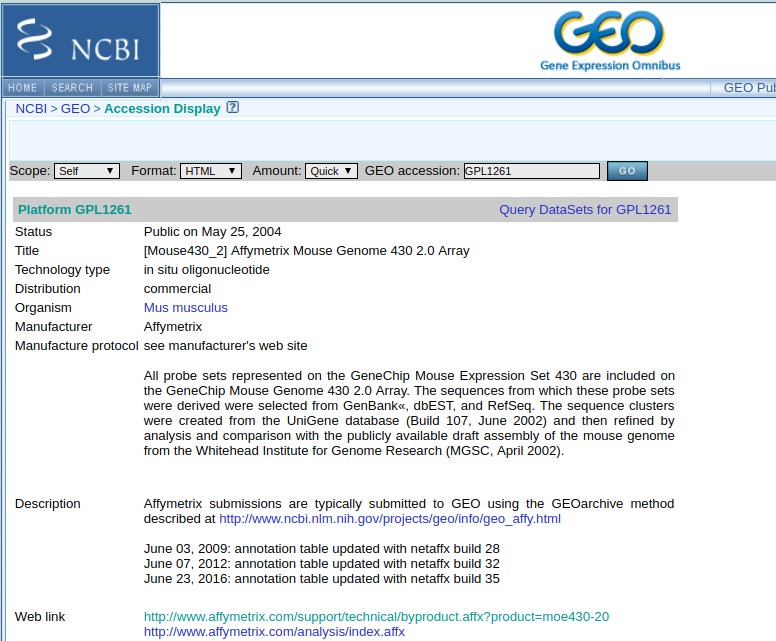 NCBI
GEO
Gene Expression Omnibus
HOME SEARCH SITE MAP
GEO Pub
NCBI > GEO > Accession Display ?
Scope: Self Format: HTML Amount: Quick GEO accession: GPL1261 GO
Platform GPL1261 Query DataSets for GPL1261
Status Public on May 25, 2004
Title [Mouse430_2] Affymetrix Mouse Genome 430 2.0 Array
Technology type in situ oligonucleotide
Distribution commercial
Organism Mus musculus
Manufacturer Affymetrix
Manufacture protocol see manufacturer's web site
All probe sets represented on the GeneChip Mouse Expression Set 430 are included on
the GeneChip Mouse Genome 430 2.0 Array. The sequences from which these probe sets
were derived were selected from GenBank«, dbEST, and RefSeq. The sequence clusters
were created from the UniGene database (Build 107, June 2002) and then refined by
analysis and comparison with the publicly available draft assembly of the mouse genome
from the Whitehead Institute for Genome Research (MGSC, April 2002).
Description Affymetrix submissions are typically submitted to GEO using the GEOarchive method
described at http://www.ncbi.nlm.nih.gov/projects/geo/info/geo_affy.html
June 03, 2009: annotation table updated with netaffx build 28
June 07, 2012: annotation table updated with netaffx build 32
June 23, 2016: annotation table updated with netaffx build 35
Web link http://www.affymetrix.com/support/technical/byproduct.affx?product=moe430-20
http://www.affymetrix.com/analysis/index.affx